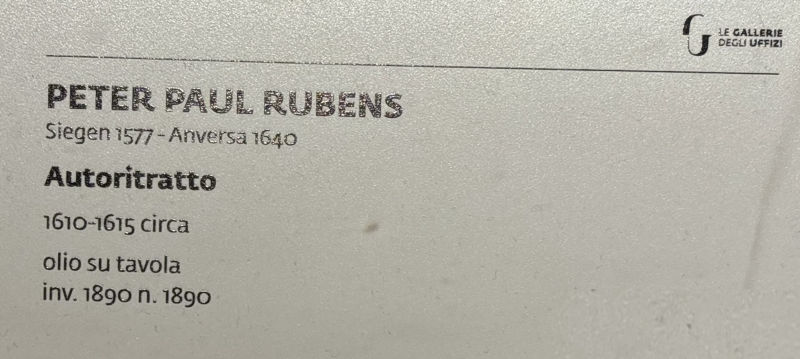 LE GALLERIE
DEGLI UFFIZI
PETER PAUL RUBENS
Siegen 1577 - Anversa 1640
Autoritratto
1610-1615 circa
olio su tavola
inv. 1890 n. 1890